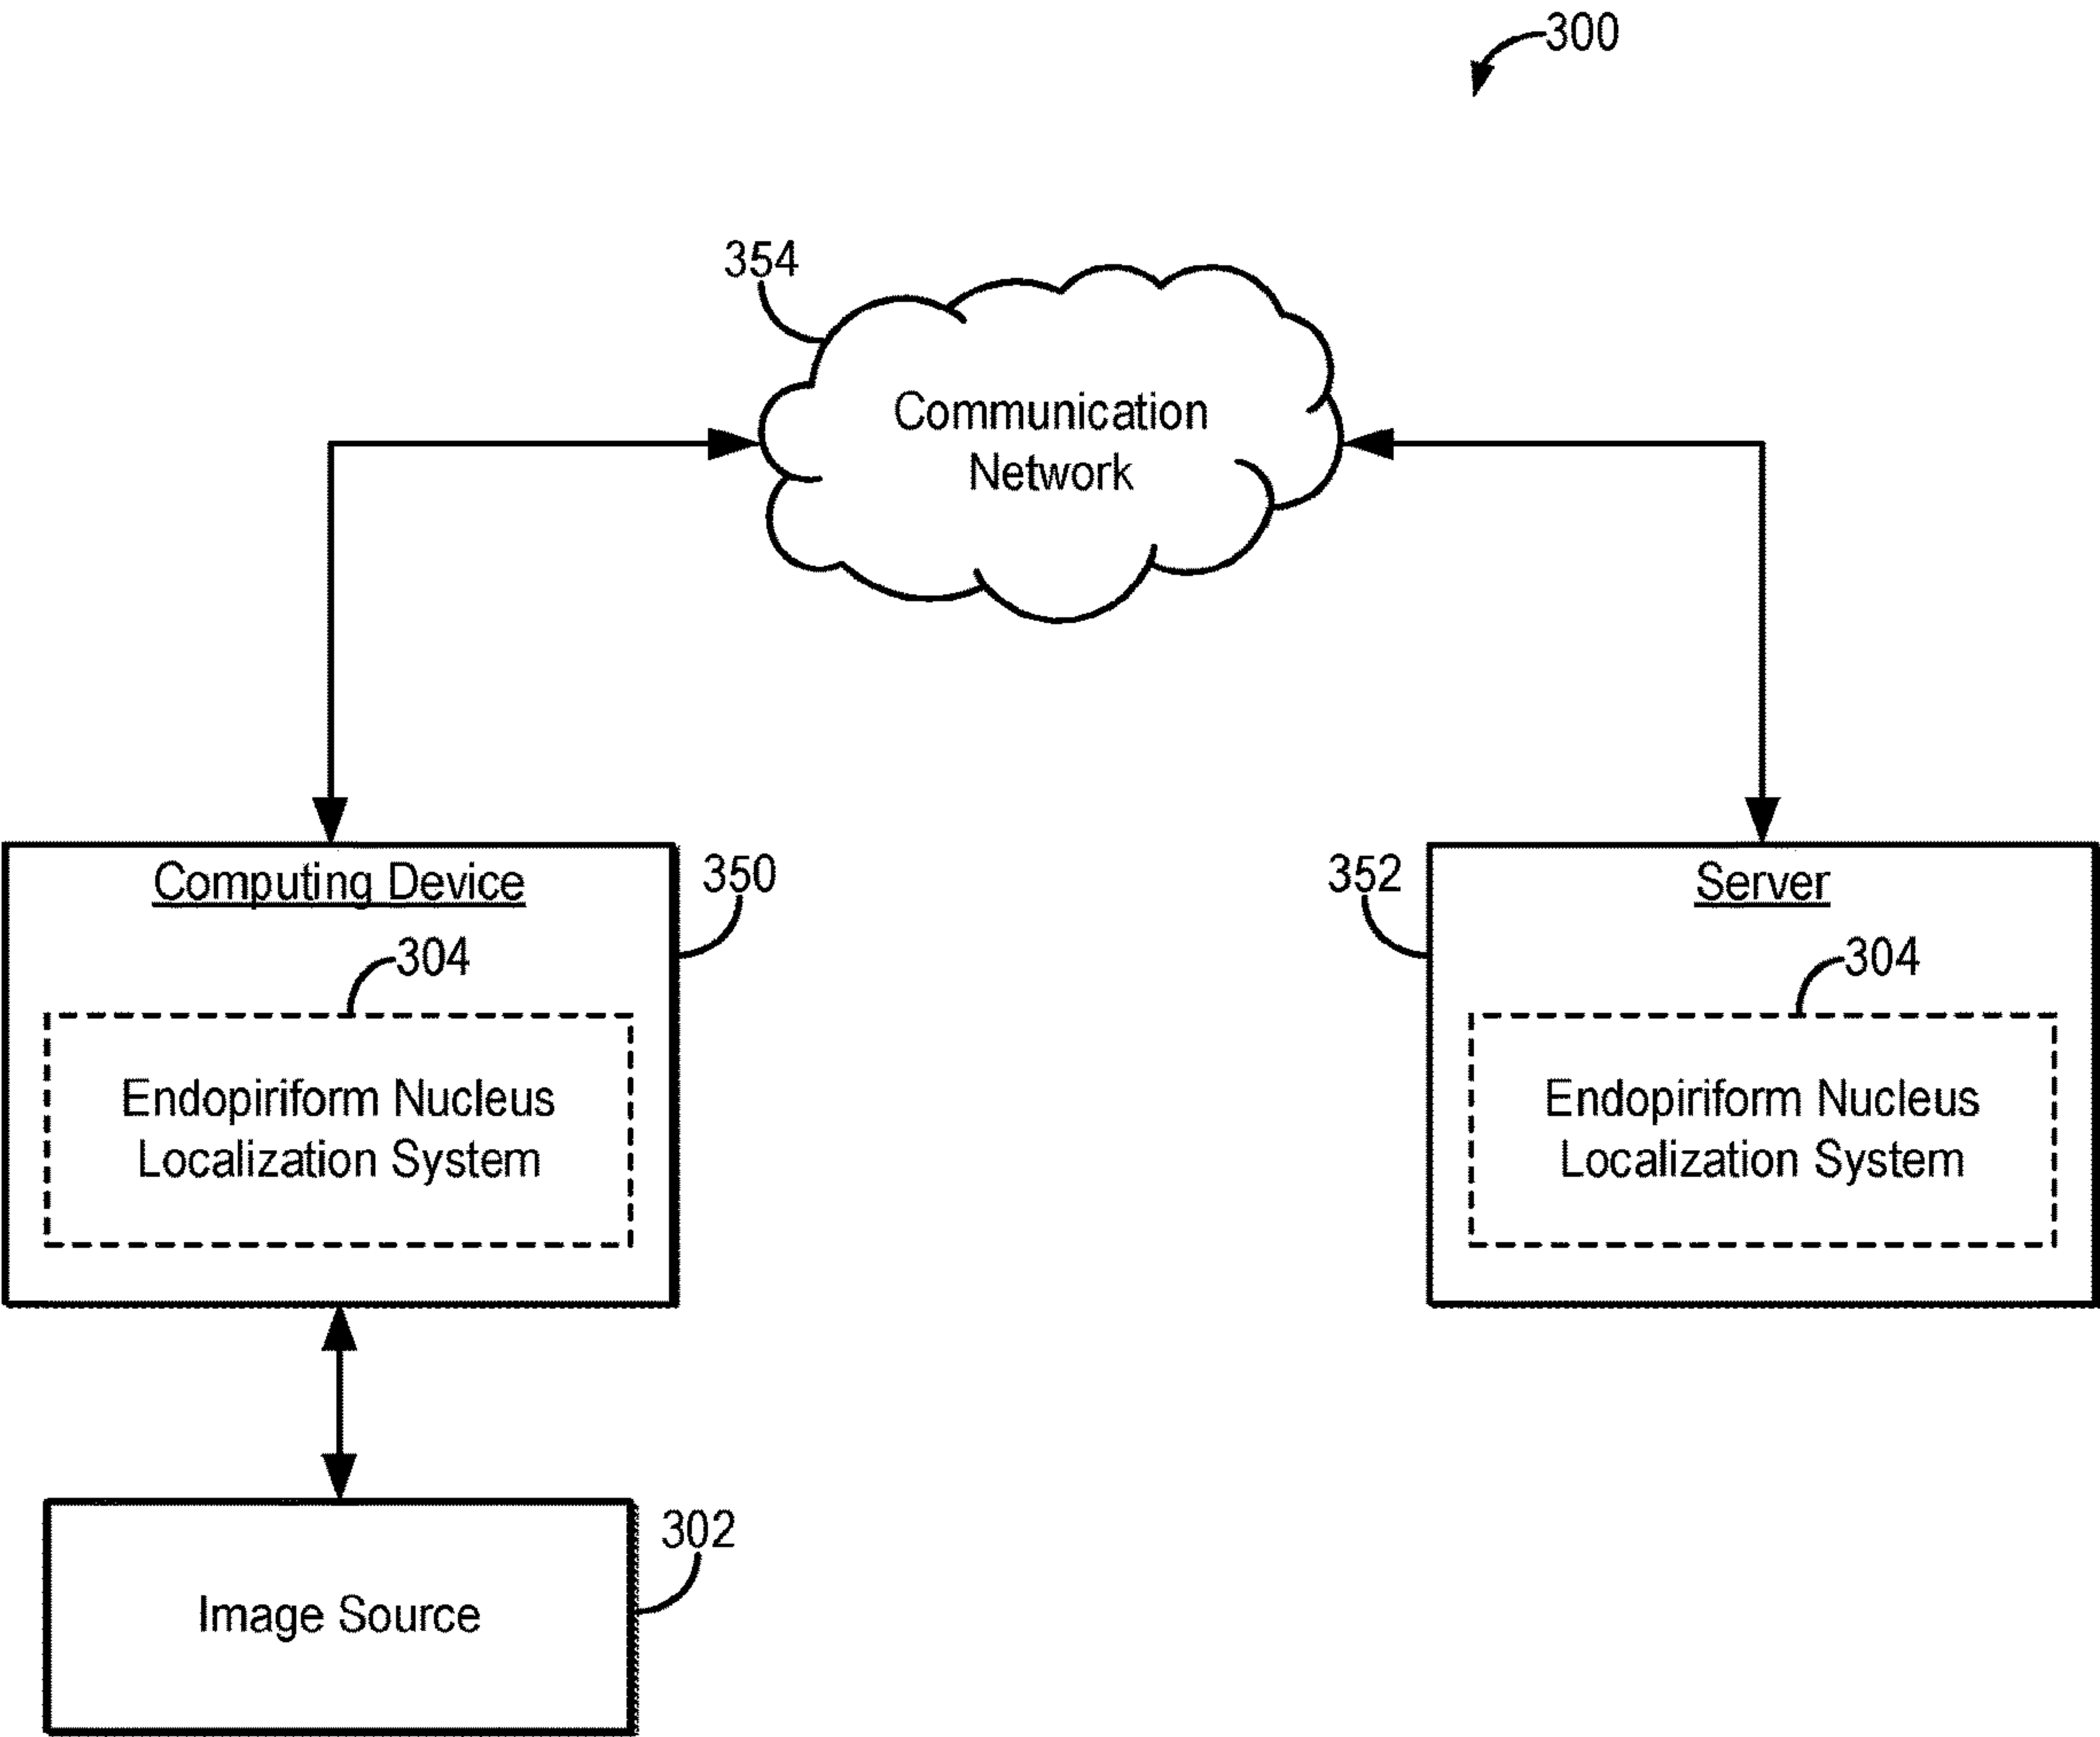 300
354
Communication
Network
Computing Device
350
352
Server
304
304
Endopiriform Nucleus
Localization System
Endopiriform Nucleus
Localization System
302
Image Source